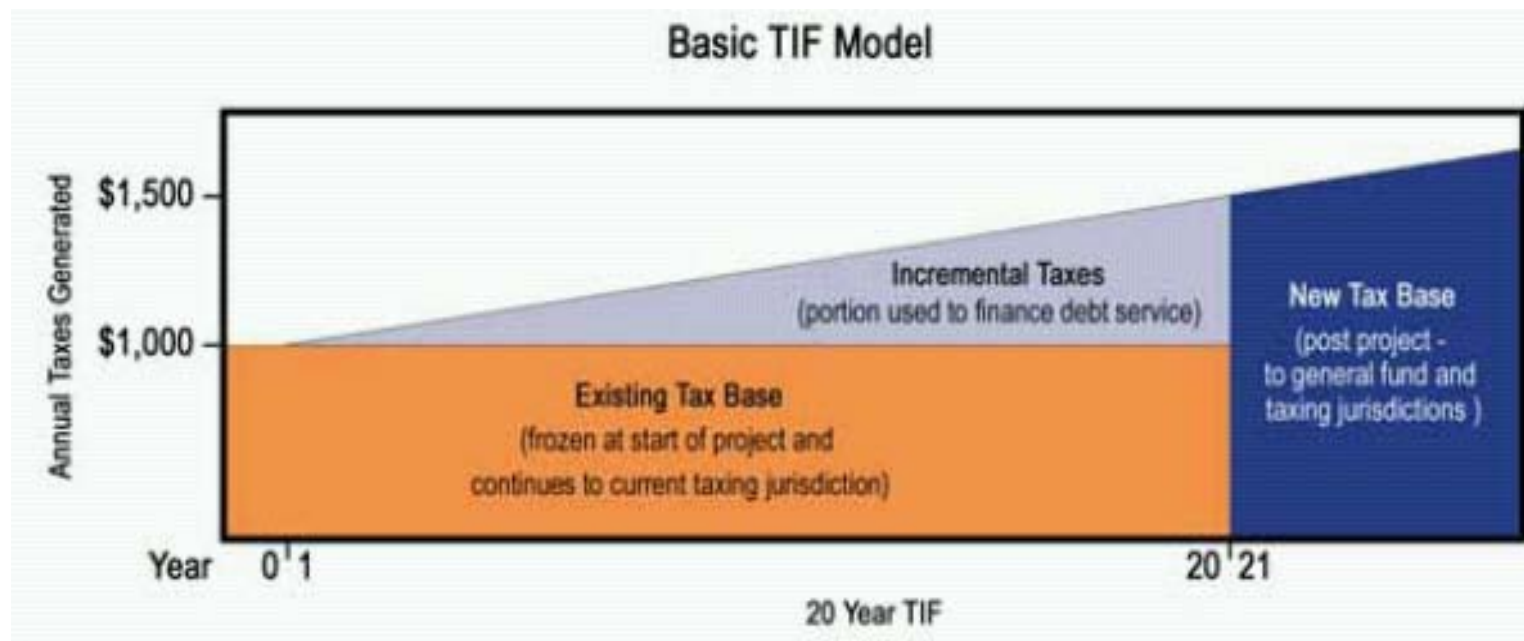 Basic TIF Model
Annual Taxes Generated
$1,500
$1,000
Incremental Taxes
(portion used to finance debt service)
Existing Tax Base
(frozen at start of project and
continues to current taxing jurisdiction)
New Tax Base
(post project -
to general fund and
taxing jurisdictions )
Year 0 1 20 21
20 Year TIF